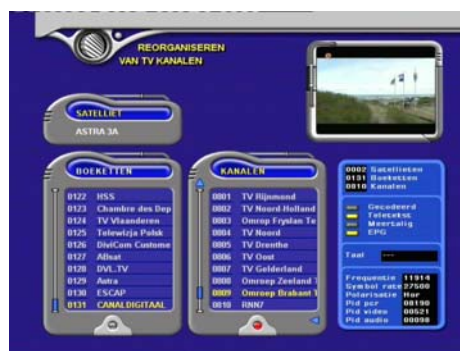 REORGANISEREN
VAN TV KANALEN
SATELLIET
ASTRA 3A
BOEKETTEN
0122 HSS
0123 Chambre des Dep
0124 TV Vlaanderen
0125 Telewizja Polsk
0126 DiviCom Custome
0127 ABsat
0128 DVL.TV
0129 Astra
0130 ESCAP
0131 CANALDIGITAAL
KANALEN
0001 TV Rijnmond
0002 TV Noord-Holland
0003 Omrop Fryslan Te
0004 TV Noord
0005 TV Drenthe
0006 TV Oost
0007 TV Gelderland
0008 Omroep Zeeland T
0009 Omroep Brabant T
0010 RNN7
0002 Satellieten
0131 Boeketten
0010 Kanalen
Gecodeerd
Teletekst
Meertalig
EPG
Taal ---
Frequentie 11914
Symbol rate 27500
Polarisatie Hor
Pid pcr 08190
Pid video 00521
Pid audio 00098